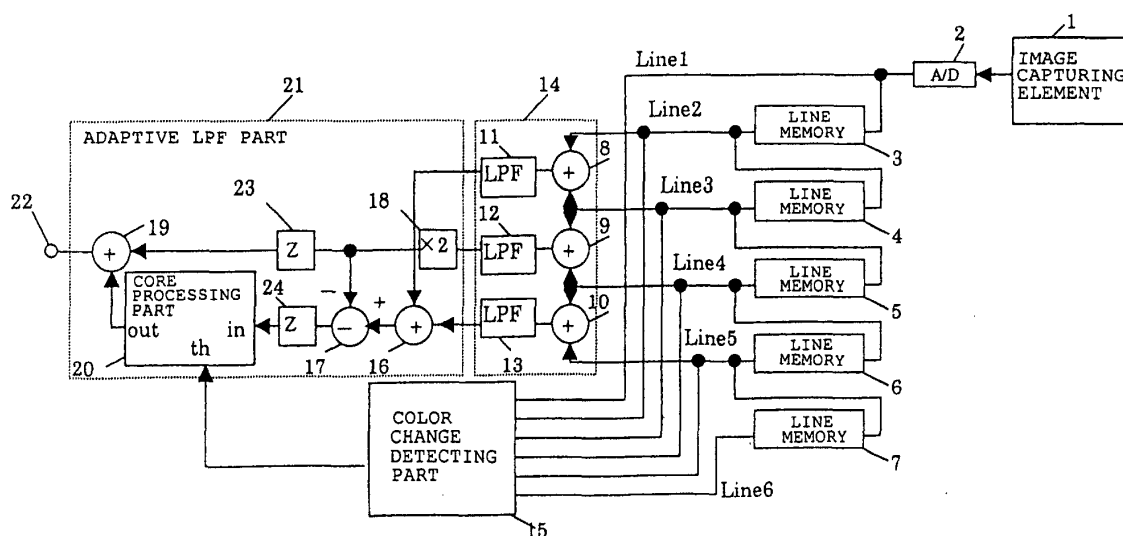 1
2
IMAGE
CAPTURING
ELEMENT
A/D
Line1
21
14
ADAPTIVE LPF PART
Line2
LINE
MEMORY
3
11
LPF
+
8
Line3
LINE
MEMORY
4
22
19
+
23
Z
18
×2
12
LPF
+
9
Line4
LINE
MEMORY
5
CORE
PROCESSING
PART
out
in
th
20
24
Z
−
+
−
17
+
16
LPF
13
+
10
Line5
LINE
MEMORY
6
COLOR
CHANGE
DETECTING
PART
15
LINE
MEMORY
7
Line6